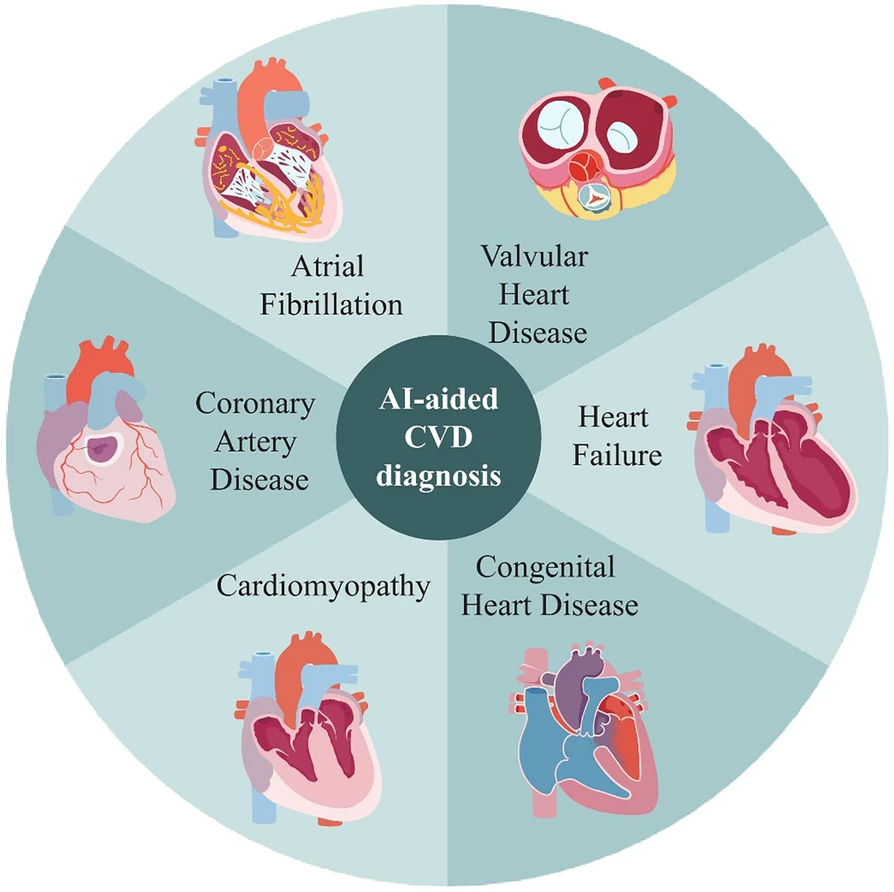 Atrial
Fibrillation
Valvular
Heart
Disease
Coronary
Artery
Disease
AI-aided
CVD
diagnosis
Heart
Failure
Cardiomyopathy
Congenital
Heart Disease